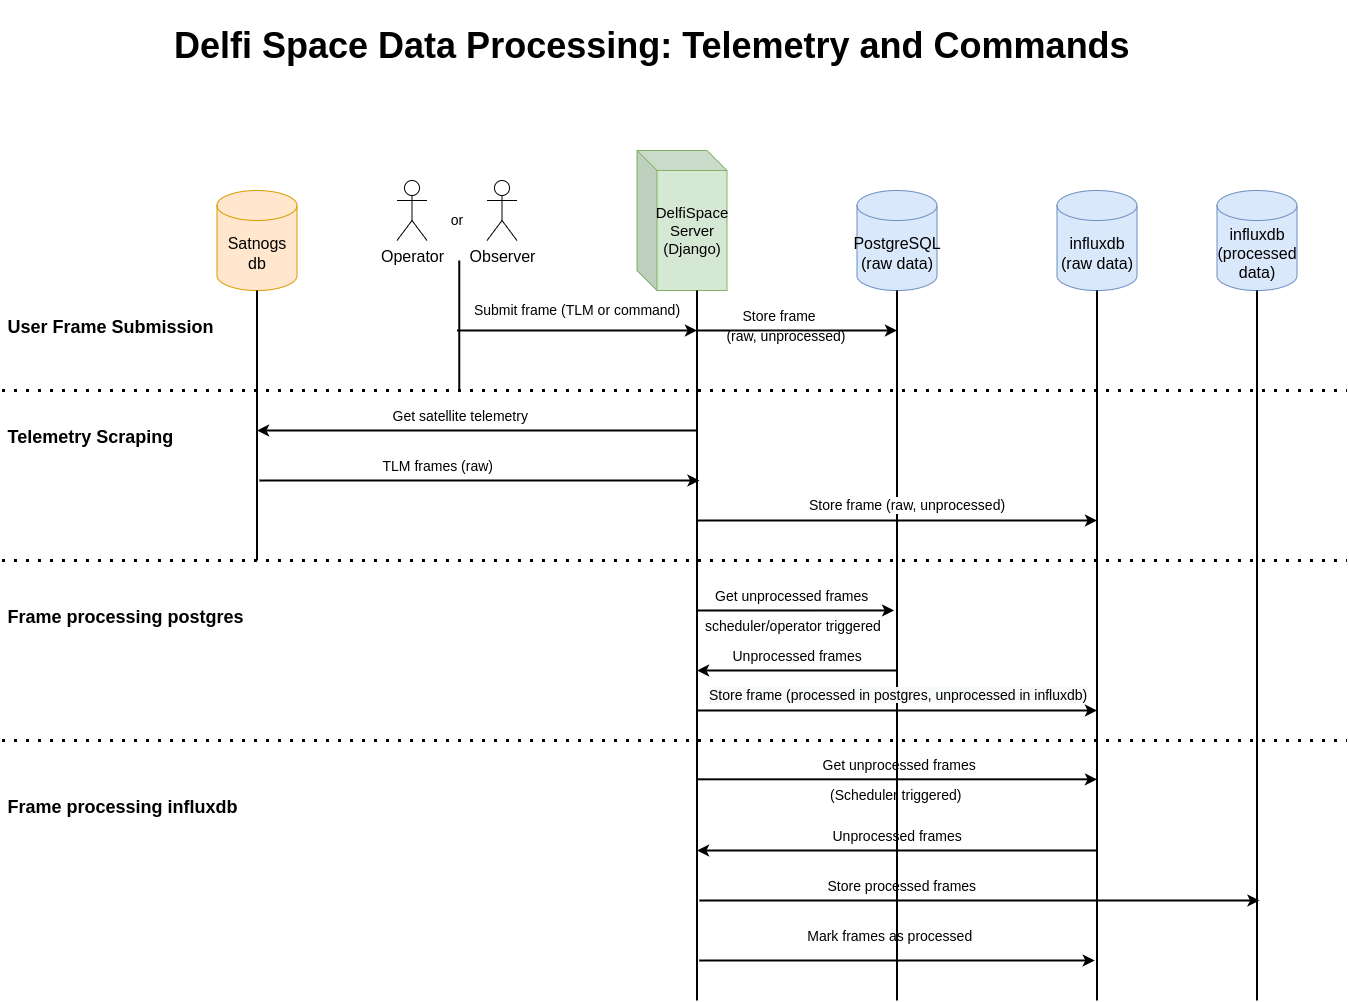 Delfi Space Data Processing: Telemetry and Commands
Satnogs
db
Operator
or
Observer
DelfiSpace
Server
(Django)
PostgreSQL
(raw data)
influxdb
(raw data)
influxdb
(processed
data)
User Frame Submission
Submit frame (TLM or command)
Store frame
(raw, unprocessed)
Telemetry Scraping
Get satellite telemetry
TLM frames (raw)
Store frame (raw, unprocessed)
Frame processing postgres
Get unprocessed frames
scheduler/operator triggered
Unprocessed frames
Store frame (processed in postgres, unprocessed in influxdb)
Frame processing influxdb
Get unprocessed frames
(Scheduler triggered)
Unprocessed frames
Store processed frames
Mark frames as processed